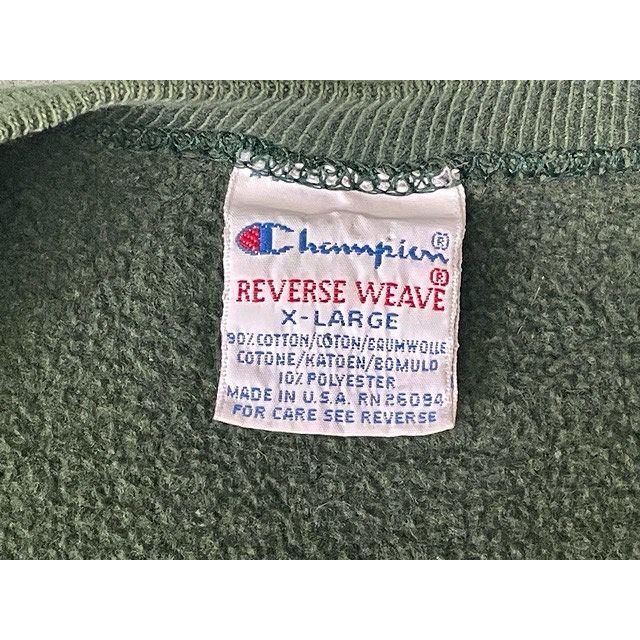 Champion®
REVERSE WEAVE®
X-LARGE
90% COTTON/COTON/BAUMWOLLE
COTONE/KATOEN/BOMULD
10% POLYESTER
MADE IN U.S.A. RN 26094
FOR CARE SEE REVERSE